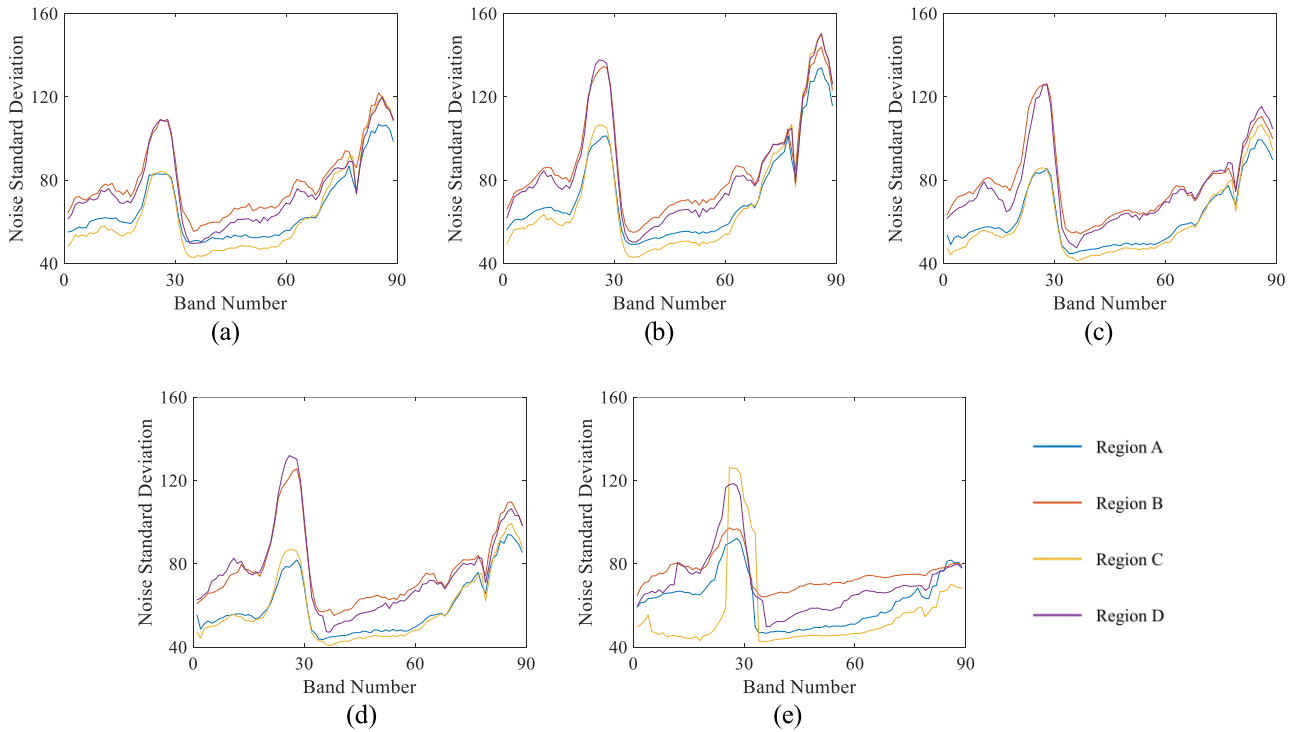 Noise Standard Deviation
160
120
80
40
0 30 60 90
Band Number
(a)
Noise Standard Deviation
160
120
80
40
0 30 60 90
Band Number
(b)
Noise Standard Deviation
160
120
80
40
0 30 60 90
Band Number
(c)
Noise Standard Deviation
160
120
80
40
0 30 60 90
Band Number
(d)
Noise Standard Deviation
160
120
80
40
0 30 60 90
Band Number
(e)
Region A
Region B
Region C
Region D